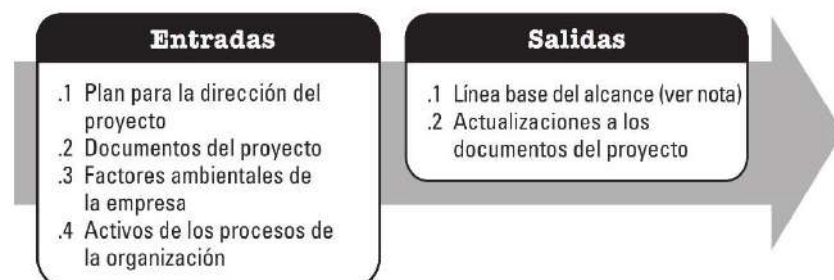 Entradas
.1 Plan para la dirección del
proyecto
.2 Documentos del proyecto
.3 Factores ambientales de
la empresa
.4 Activos de los procesos de
la organización
Salidas
.1 Línea base del alcance (ver nota)
.2 Actualizaciones a los
documentos del proyecto